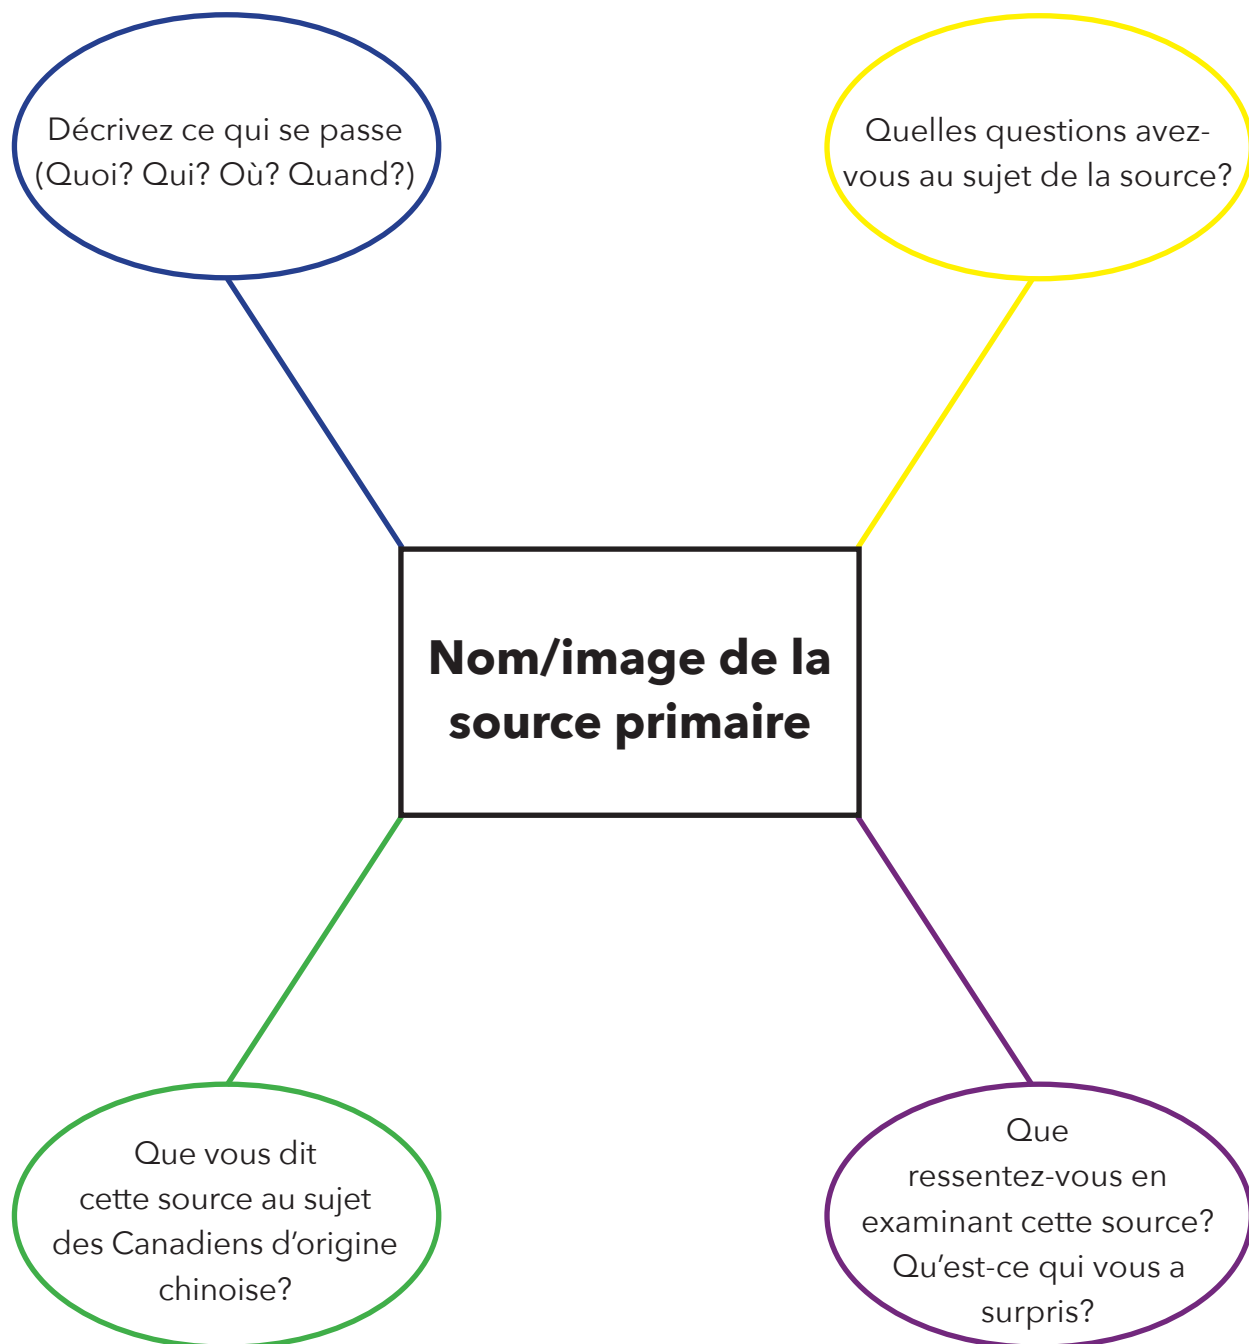 Décrivez ce qui se passe
(Quoi? Qui? Où? Quand?)
Quelles questions avez-
vous au sujet de la source?
Nom/image de la
source primaire
Que vous dit
cette source au sujet
des Canadiens d'origine
chinoise?
Que
ressentez-vous en
examinant cette source?
Qu'est-ce qui vous a
surpris?